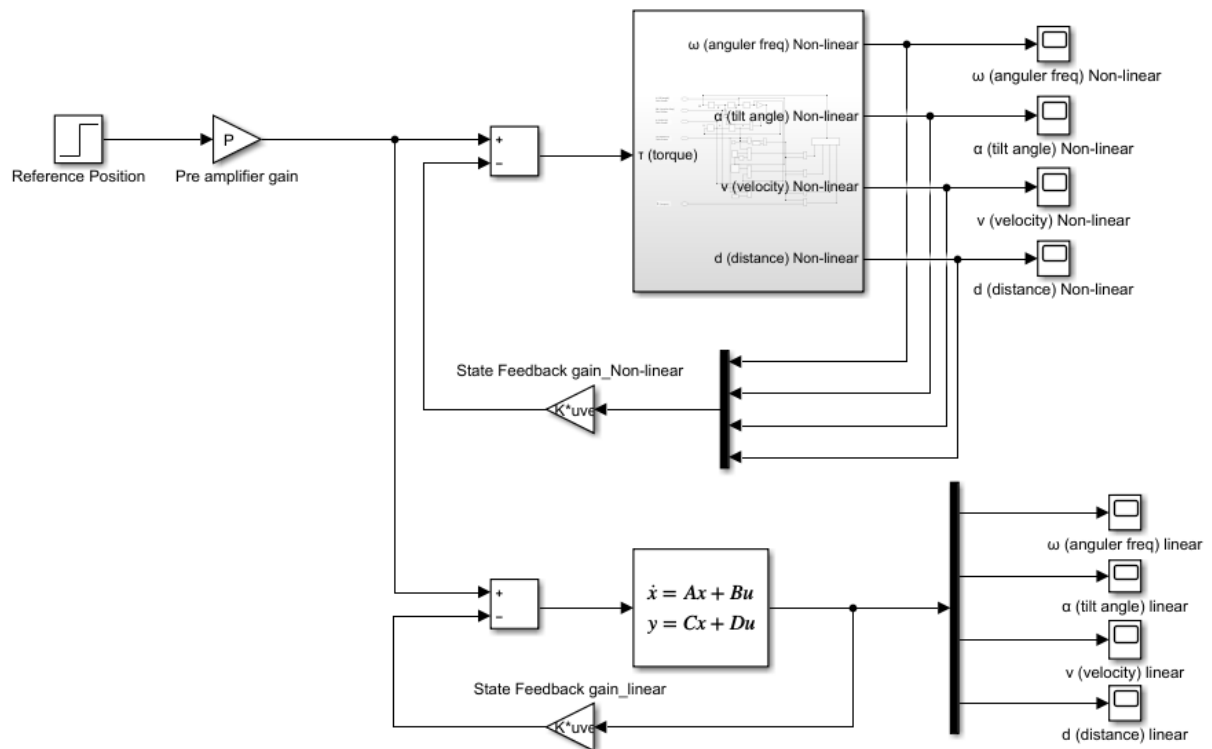 ω (anguler freq) Non-linear
ω (anguler freq) Non-linear
α (tilt angle) Non-linear
α (tilt angle) Non-linear
P
+
−
τ (torque)
Reference Position
Pre amplifier gain
v (velocity) Non-linear
v (velocity) Non-linear
d (distance) Non-linear
d (distance) Non-linear
State Feedback gain_Non-linear
K*uve
ω (anguler freq) linear
+
−
ẋ = Ax + Bu
y = Cx + Du
α (tilt angle) linear
v (velocity) linear
State Feedback gain_linear
K*uve
d (distance) linear